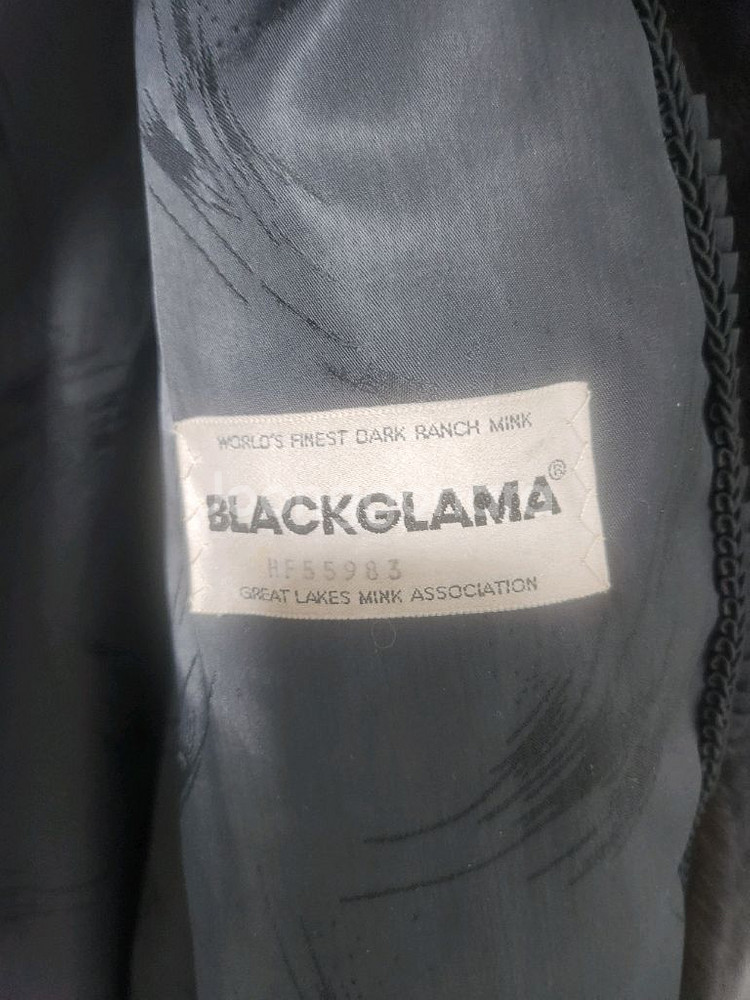 WORLD'S FINEST DARK RANCH MINK
BLACKGLAMA®
HF55983
GREAT LAKES MINK ASSOCIATION